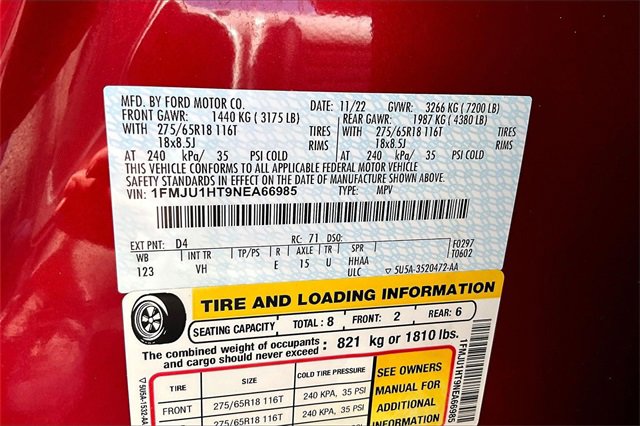 MFD. BY FORD MOTOR CO. DATE: 11/22 GVWR: 3266 KG ( 7200 LB)
FRONT GAWR: 1440 KG ( 3175 LB) REAR GAWR: 1987 KG ( 4380 LB)
WITH 275/65R18 116T TIRES WITH 275/65R18 116T TIRES
18x8.5J RIMS 18x8.5J RIMS
AT 240 kPa/ 35 PSI COLD AT 240 kPa/ 35 PSI COLD
THIS VEHICLE CONFORMS TO ALL APPLICABLE FEDERAL MOTOR VEHICLE
SAFETY STANDARDS IN EFFECT ON THE DATE OF MANUFACTURE SHOWN ABOVE.
VIN: 1FMJU1HT9NEA66985 TYPE: MPV
EXT PNT: D4 RC: 71 DSO: F0297
WB INT TR TP/PS R AXLE TR SPR T0602
123 VH E 15 U HHAA
ULC ▽ 5U5A-3520472-AA
TIRE AND LOADING INFORMATION
SEATING CAPACITY TOTAL : 8 FRONT: 2 REAR: 6
The combined weight of occupants and cargo should never exceed : 821 kg or 1810 lbs.
TIRE SIZE COLD TIRE PRESSURE
FRONT 275/65R18 116T 240 KPA, 35 PSI
275/65R18 116T 240 KPA, 35 PSI
SEE OWNERS
MANUAL FOR
ADDITIONAL
INFORMATION
1FMJU1HT9NEA66985
▽ 5U5A-1532-AA